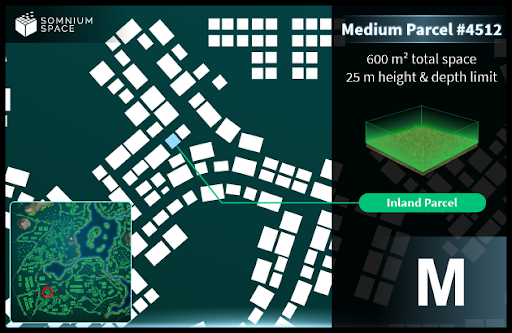 SOMNIUM
SPACE
Medium Parcel #4512
600 m² total space
25 m height & depth limit
Inland Parcel
M